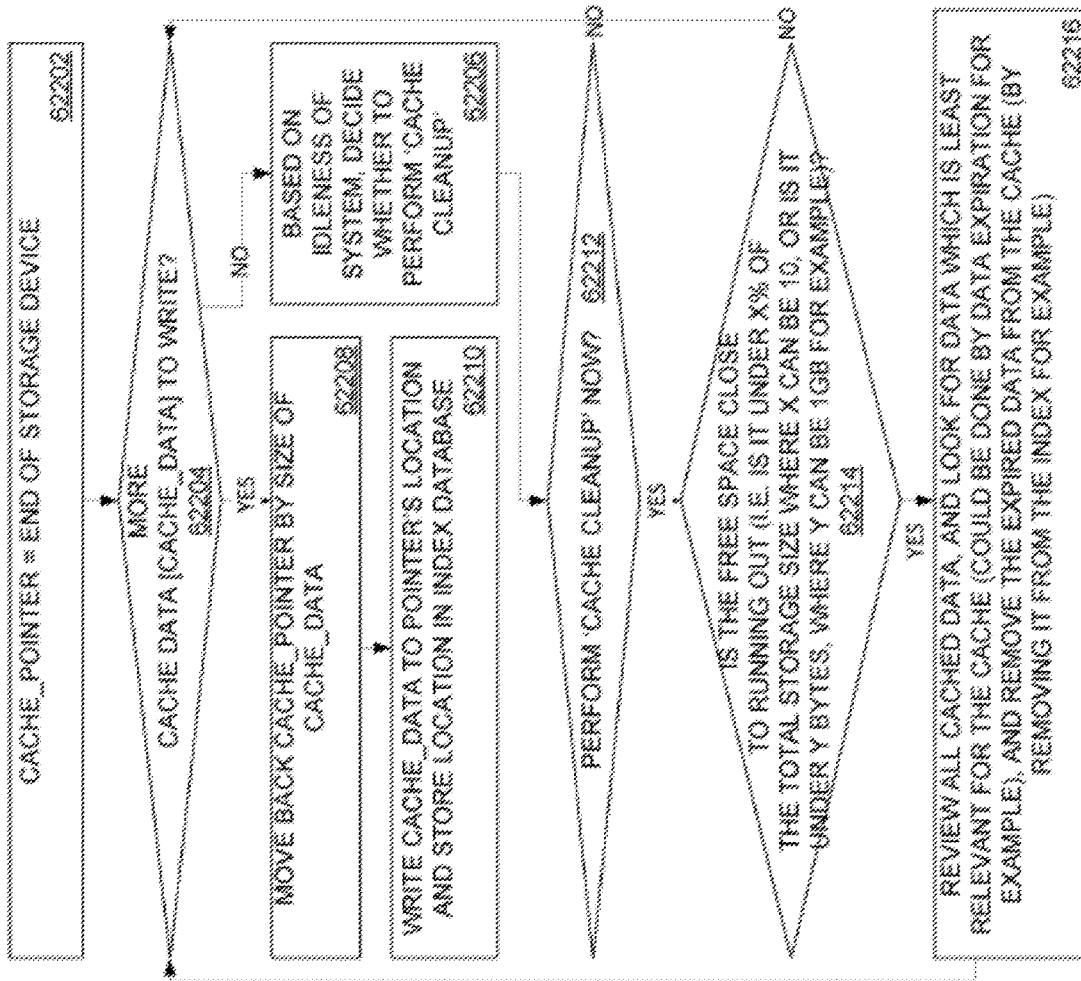 CACHE_POINTER = END OF STORAGE DEVICE
62202
MORE
CACHE DATA [CACHE_DATA] TO WRITE?
62204
NO
YES
MOVE BACK CACHE_POINTER BY SIZE OF
CACHE_DATA
62208
BASED ON
IDLENESS OF
SYSTEM, DECIDE
WHETHER TO
PERFORM 'CACHE
CLEANUP'
62206
WRITE CACHE_DATA TO POINTER'S LOCATION
AND STORE LOCATION IN INDEX DATABASE
62210
PERFORM 'CACHE CLEANUP' NOW? 62212
NO
YES
IS THE FREE SPACE CLOSE
TO RUNNING OUT (I.E. IS IT UNDER X% OF
THE TOTAL STORAGE SIZE WHERE X CAN BE 10, OR IS IT
UNDER Y BYTES, WHERE Y CAN BE 1GB FOR EXAMPLE)?
62214
NO
YES
REVIEW ALL CACHED DATA, AND LOOK FOR DATA WHICH IS LEAST
RELEVANT FOR THE CACHE (COULD BE DONE BY DATA EXPIRATION FOR
EXAMPLE), AND REMOVE THE EXPIRED DATA FROM THE CACHE (BY
REMOVING IT FROM THE INDEX FOR EXAMPLE)
62216